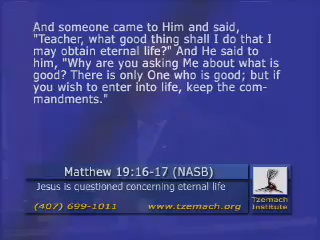 And someone came to Him and said,
"Teacher, what good thing shall I do that I
may obtain eternal life?" And He said to
him, "Why are you asking Me about what is
good? There is only One who is good; but if
you wish to enter into life, keep the com-
mandments."
Matthew 19:16-17 (NASB)
Jesus is questioned concerning eternal life
(407) 699-1011 www.tzemach.org
Tzemach
Institute